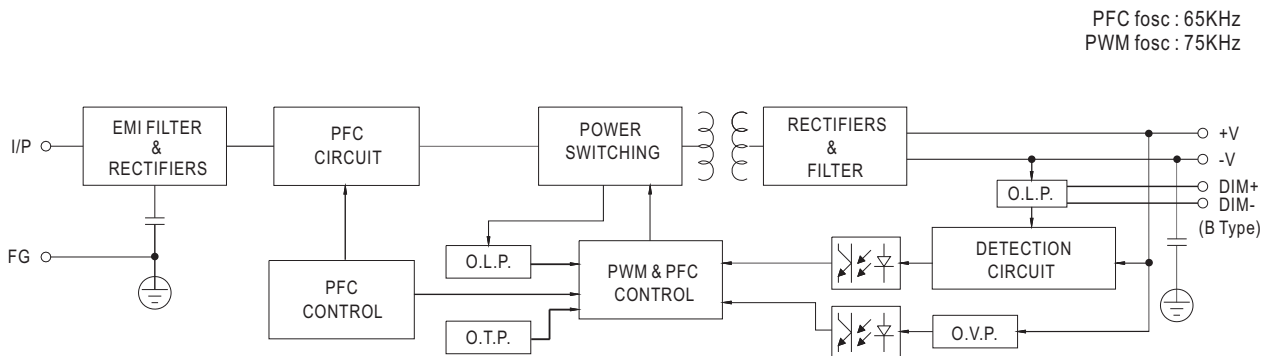 PFC fosc : 65KHz
PWM fosc : 75KHz
I/P
EMI FILTER
&
RECTIFIERS
PFC
CIRCUIT
POWER
SWITCHING
RECTIFIERS
&
FILTER
+V
-V
O.L.P.
DIM+
DIM-
(B Type)
FG
PFC
CONTROL
O.L.P.
O.T.P.
PWM & PFC
CONTROL
DETECTION
CIRCUIT
O.V.P.